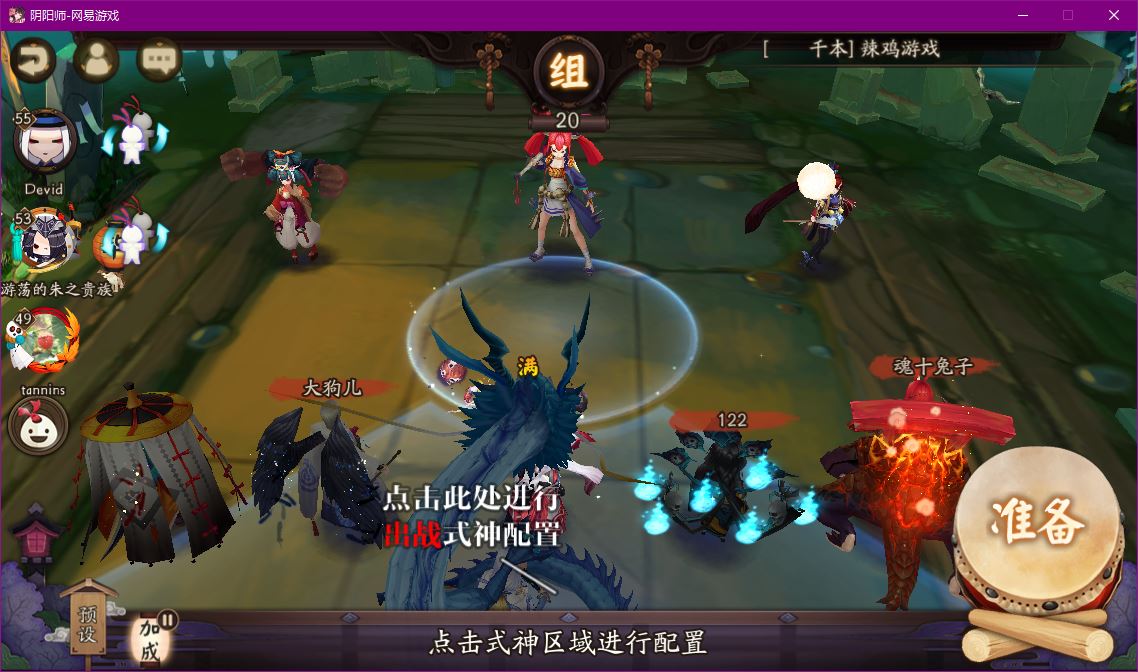 阴阳师-网易游戏
[ 千本] 辣鸡游戏
组
20
55
Devid
53
游荡的朱之贵族
49
tannins
满
大狗儿
122
魂十兔子
点击此处进行
出战式神配置
准备
预设
加成
点击式神区域进行配置